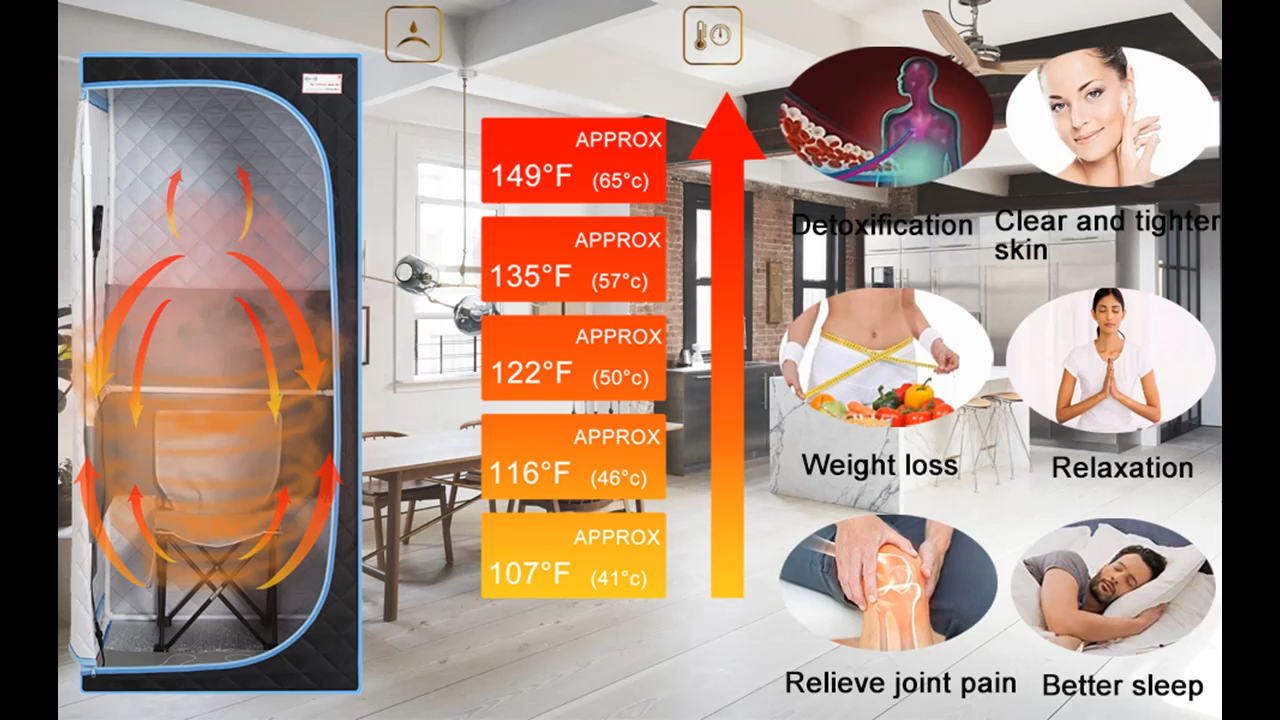 APPROX
149°F (65°c)
APPROX
135°F (57°c)
APPROX
122°F (50°c)
APPROX
116°F (46°c)
APPROX
107°F (41°c)
Detoxification
Clear and tighter
skin
Weight loss
Relaxation
Relieve joint pain
Better sleep